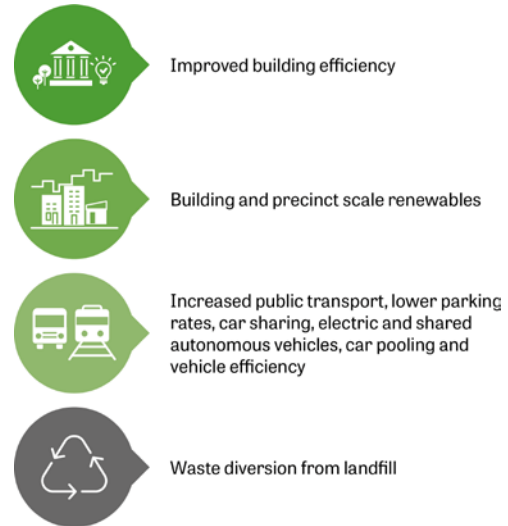 Improved building efficiency
Building and precinct scale renewables
Increased public transport, lower parking
rates, car sharing, electric and shared
autonomous vehicles, car pooling and
vehicle efficiency
Waste diversion from landfill